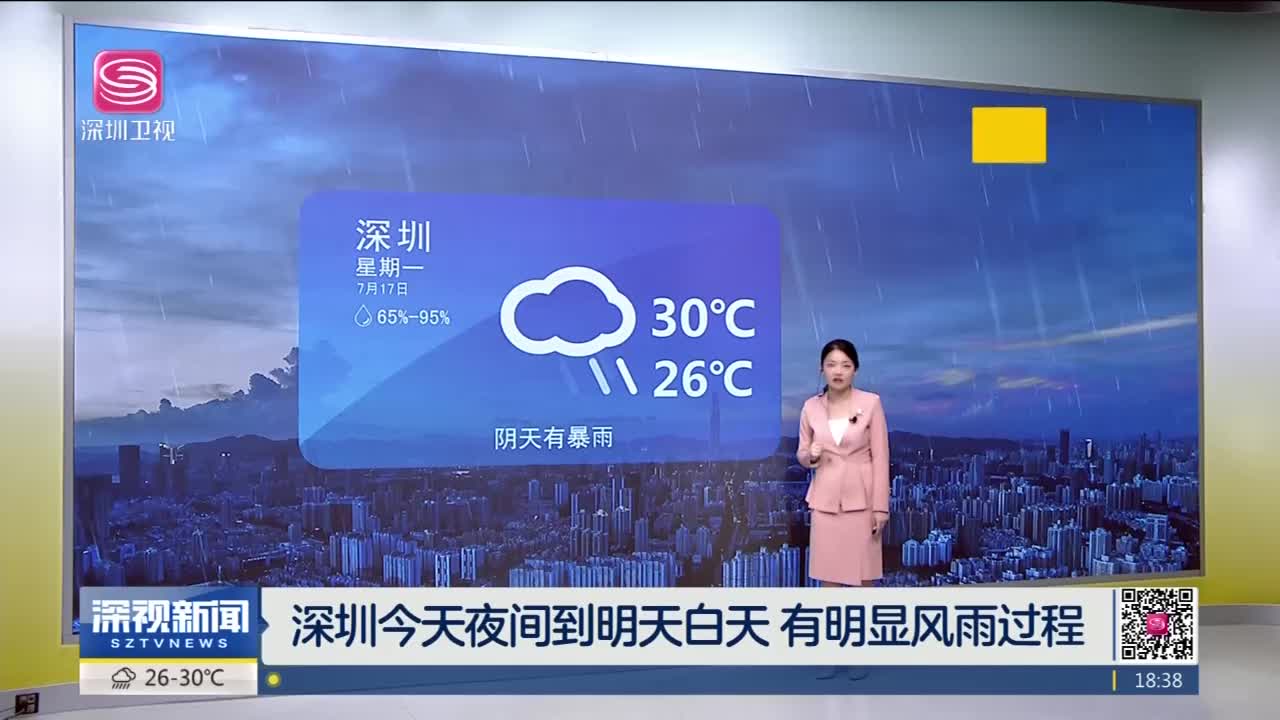 深圳卫视
深圳
星期一
7月17日
65%-95%
30℃
26℃
阴天有暴雨
深视新闻
SZTVNEWS
深圳今天夜间到明天白天 有明显风雨过程
26-30℃
18:38